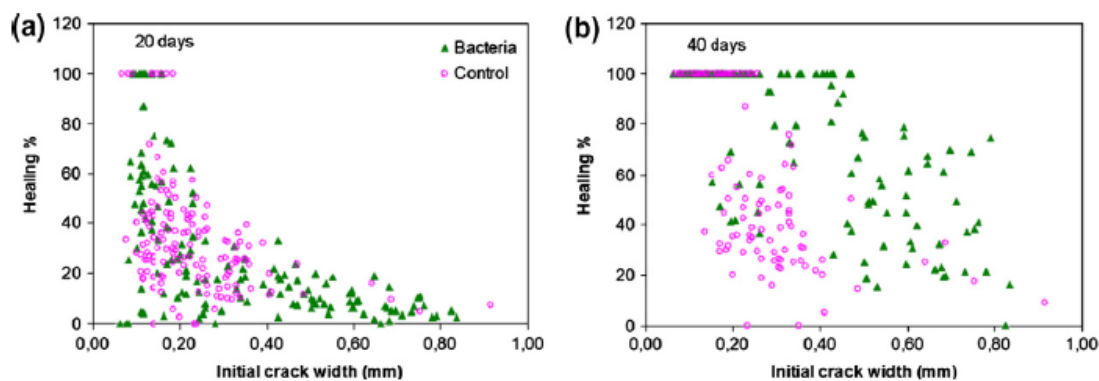 (a)
20 days
Bacteria
Control
Healing %
120
100
80
60
40
20
0
0,00 0,20 0,40 0,60 0,80 1,00
Initial crack width (mm)
(b)
40 days
Healing %
120
100
80
60
40
20
0
0,00 0,20 0,40 0,60 0,80 1,00
Initial crack width (mm)